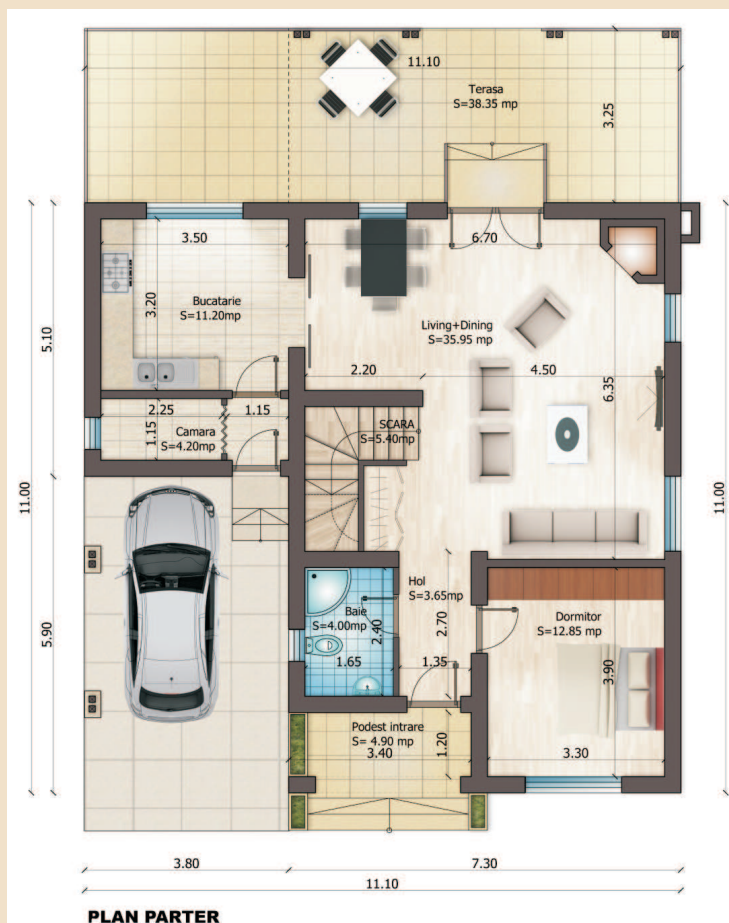 11.10
Terasa
S=38.35 mp
3.25
3.50
6.70
3.20
Bucatarie
S=11.20mp
Living+Dining
S=35.95 mp
5.10
2.20
4.50
6.35
2.25
1.15
Camara
S=4.20mp
1.15
SCARA
S=5.40mp
11.00
11.00
Hol
S=3.65mp
Baie
S=4.00mp
Dormitor
S=12.85 mp
5.90
2.40
2.70
1.65
1.35
3.90
Podest intrare
S= 4.90 mp
3.40
1.20
3.30
3.80
7.30
11.10
PLAN PARTER